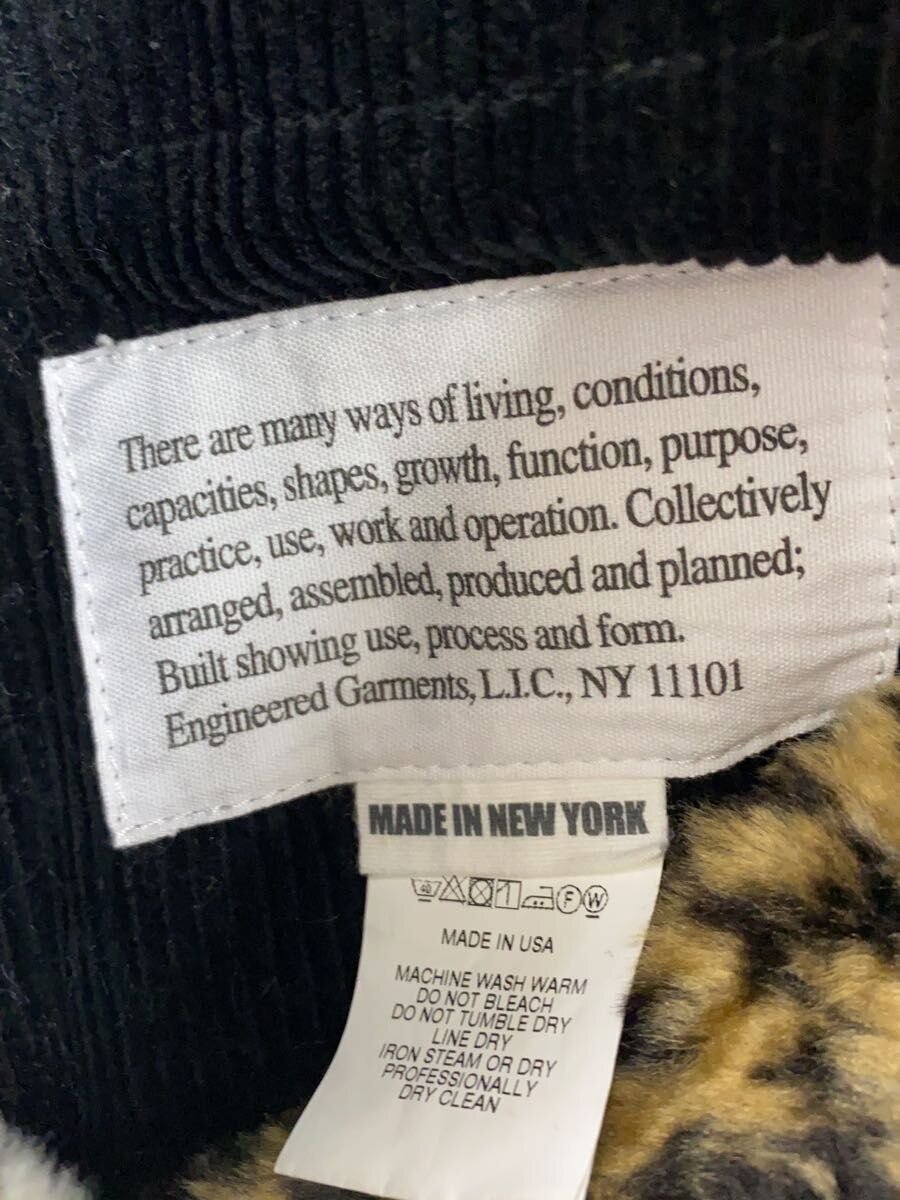 There are many ways of living, conditions,
capacities, shapes, growth, function, purpose,
practice, use, work and operation. Collectively
arranged, assembled, produced and planned;
Built showing use, process and form.
Engineered Garments, L.I.C., NY 11101
MADE IN NEW YORK
40 F W
MADE IN USA
MACHINE WASH WARM
DO NOT BLEACH
DO NOT TUMBLE DRY
LINE DRY
IRON STEAM OR DRY
PROFESSIONALLY
DRY CLEAN